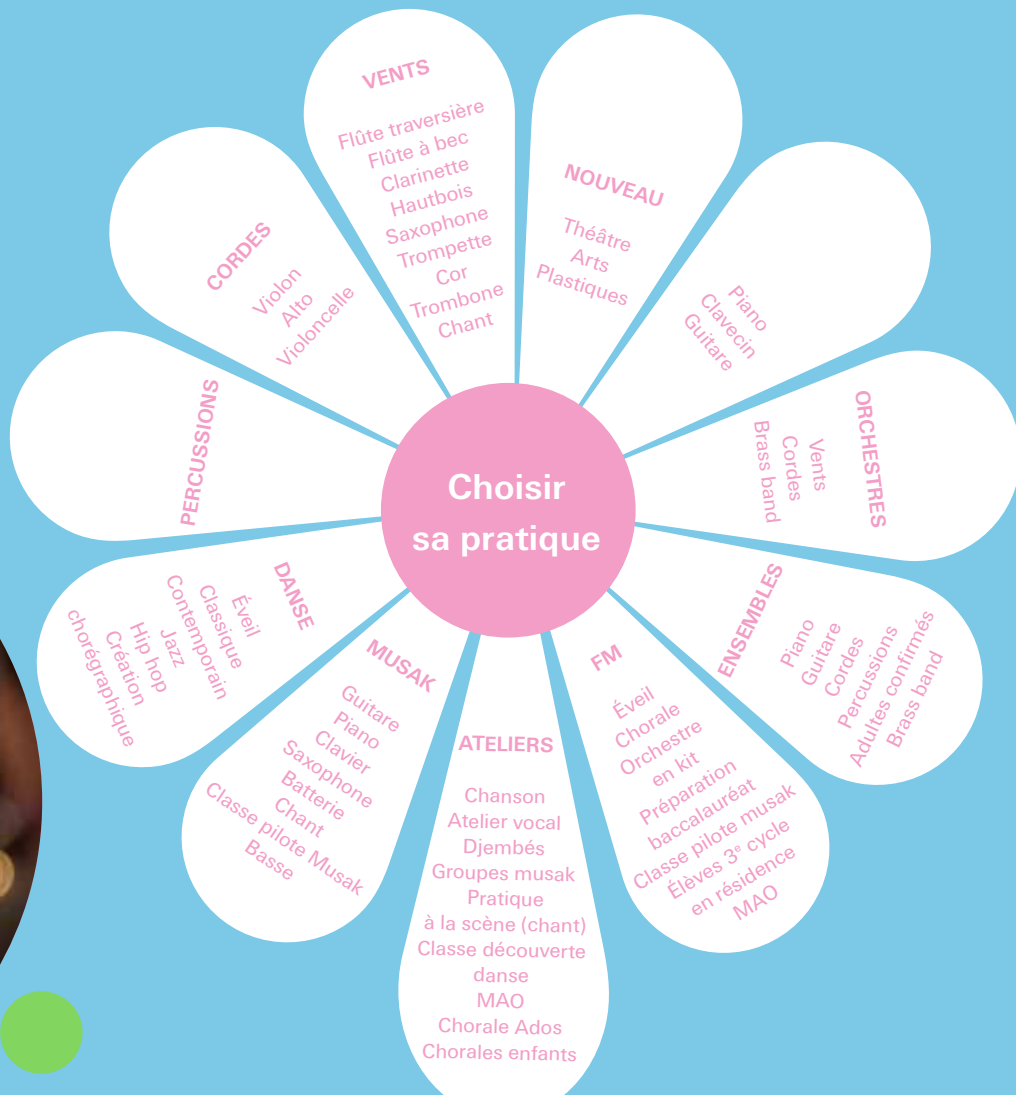 Choisir
sa pratique
VENTS
Flûte traversière
Flûte à bec
Clarinette
Hautbois
Saxophone
Trompette
Cor
Trombone
Chant
NOUVEAU
Théâtre
Arts
Plastiques
Piano
Clavecin
Guitare
ORCHESTRES
Vents
Cordes
Brass band
ENSEMBLES
Piano
Guitare
Cordes
Percussions
Adultes confirmés
Brass band
FM
Éveil
Chorale
Orchestre
en kit
Préparation
baccalauréat
Classe pilote musak
Élèves 3e cycle
en résidence
MAO
ATELIERS
Chanson
Atelier vocal
Djembés
Groupes musak
Pratique
à la scène (chant)
Classe découverte
danse
MAO
Chorale Ados
Chorales enfants
MUSAK
Guitare
Piano
Clavier
Saxophone
Batterie
Chant
Classe pilote Musak
Basse
DANSE
Éveil
Classique
Contemporain
Jazz
Hip hop
Création
chorégraphique
PERCUSSIONS
CORDES
Violon
Alto
Violoncelle